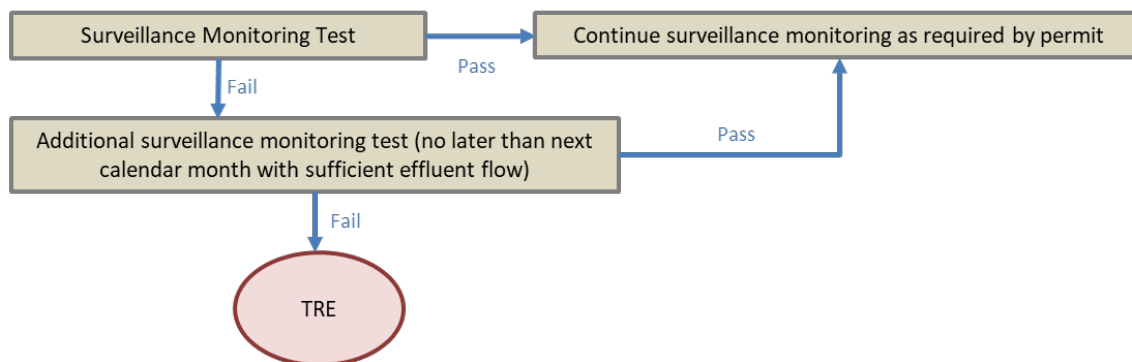 Surveillance Monitoring Test
Continue surveillance monitoring as required by permit
Pass
Fail
Additional surveillance monitoring test (no later than next
calendar month with sufficient effluent flow)
Pass
Fail
TRE